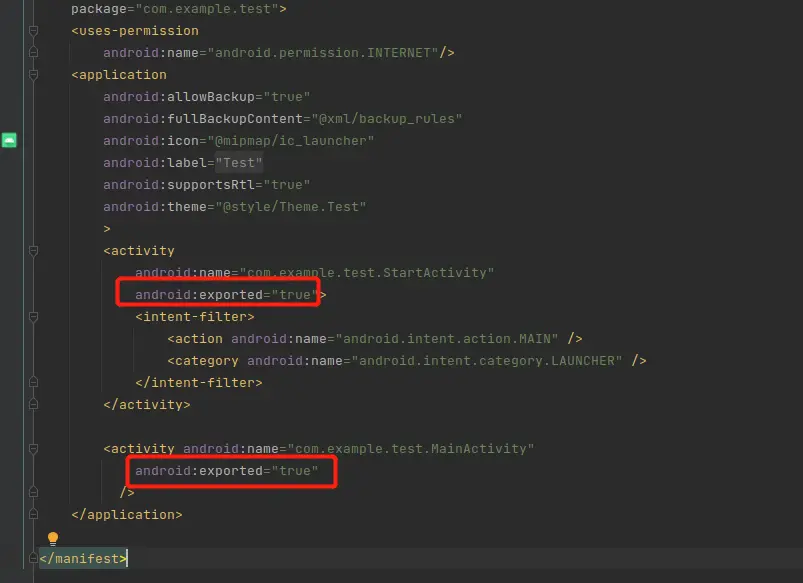 package="com.example.test">
<uses-permission
android:name="android.permission.INTERNET"/>
<application
android:allowBackup="true"
android:fullBackupContent="@xml/backup_rules"
android:icon="@mipmap/ic_launcher"
android:label="Test"
android:supportsRtl="true"
android:theme="@style/Theme.Test"
>
<activity
android:name="com.example.test.StartActivity"
android:exported="true">
<intent-filter>
<action android:name="android.intent.action.MAIN" />
<category android:name="android.intent.category.LAUNCHER" />
</intent-filter>
</activity>
<activity android:name="com.example.test.MainActivity"
android:exported="true"
/>
</application>
</manifest>